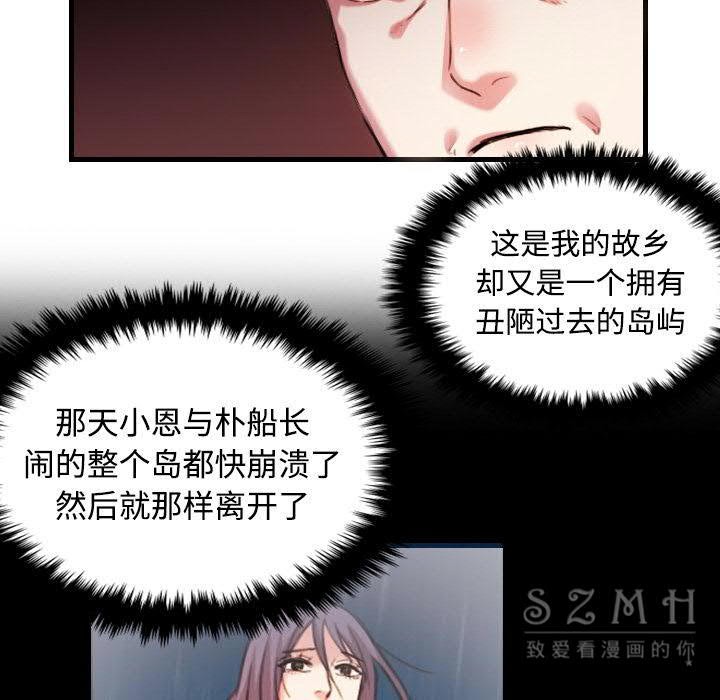 这是我的故乡
却又是一个拥有
丑陋过去的岛屿
那天小恩与朴船长
闹的整个岛都快崩溃了
然后就那样离开了
SZMH
致爱看漫画的你